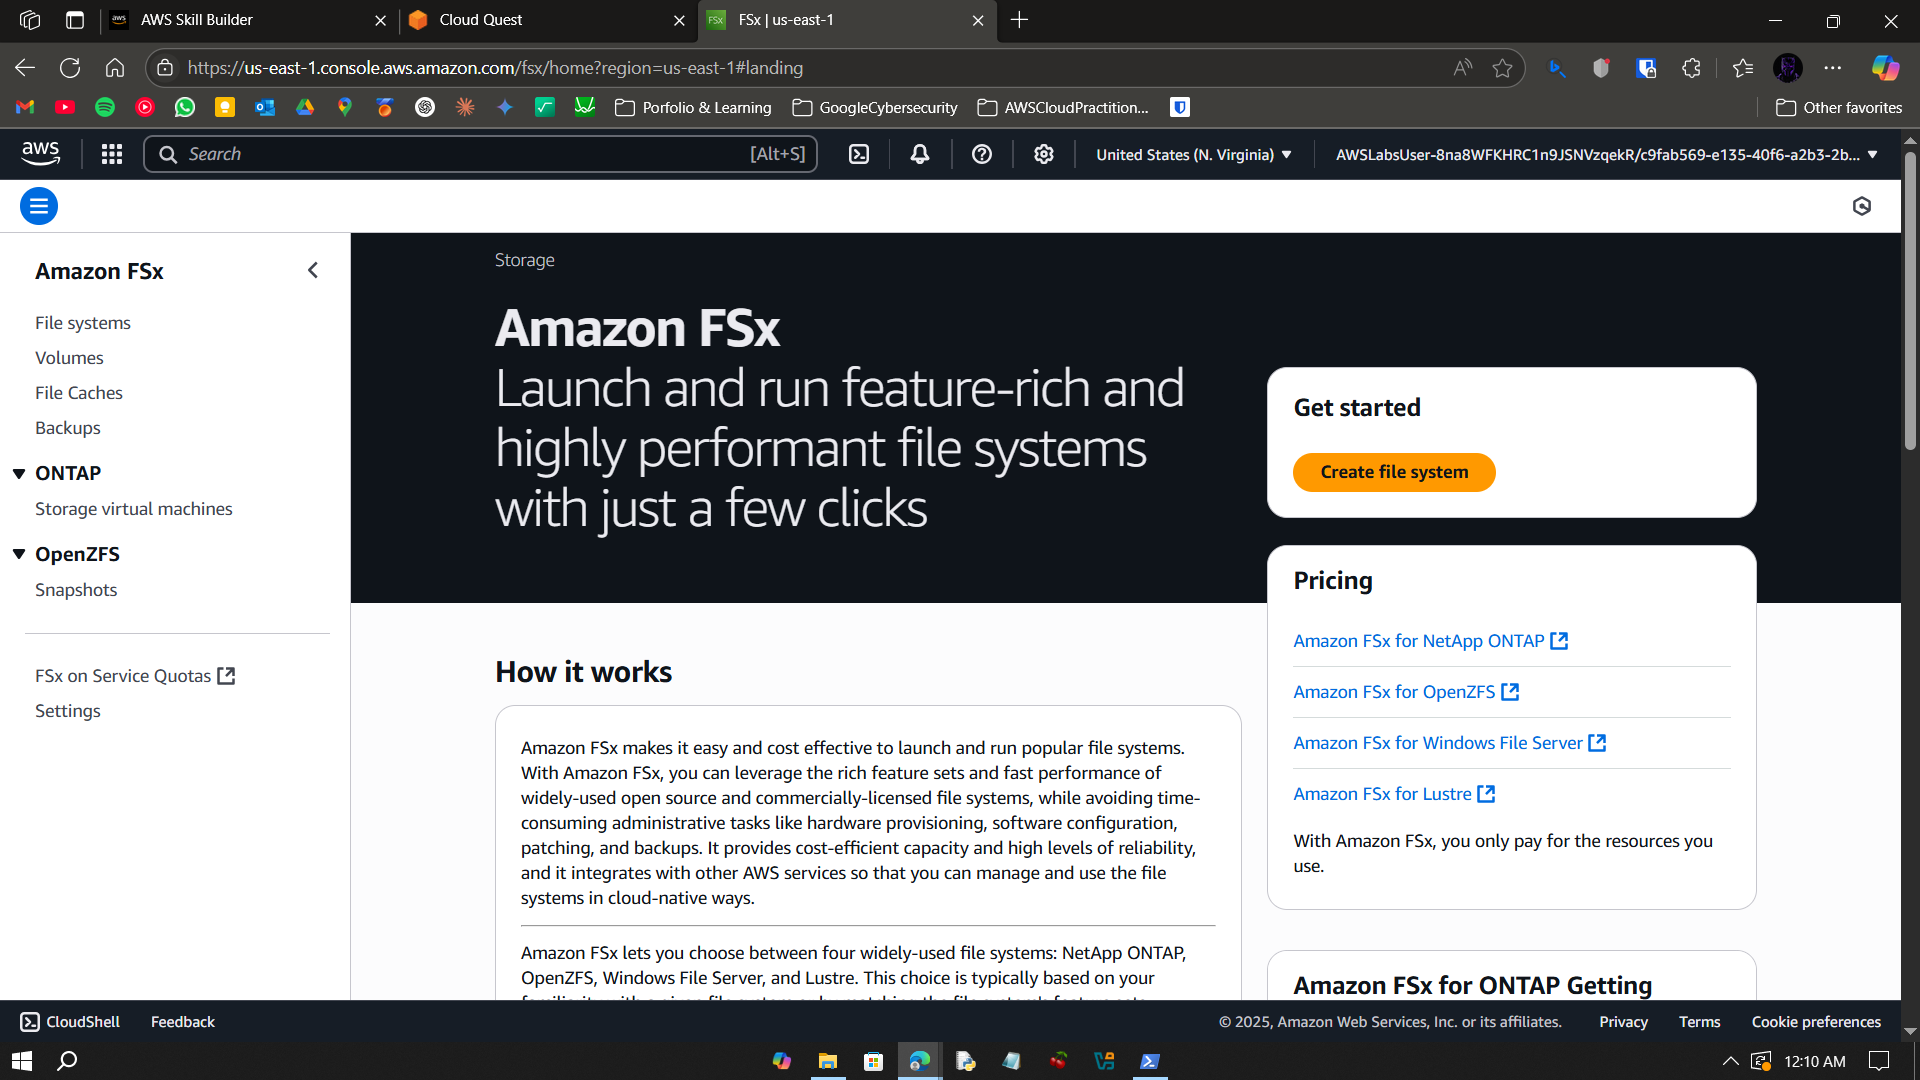 AWS Skill Builder
Cloud Quest
FSx | us-east-1
https://us-east-1.console.aws.amazon.com/fsx/home?region=us-east-1#landing
Porfolio & Learning
GoogleCybersecurity
AWSCloudPractition...
Other favorites
aws
Search
[Alt+S]
United States (N. Virginia)
AWSLabsUser-8na8WFKHRC1n9JSNVzqekR/c9fab569-e135-40f6-a2b3-2b...
Amazon FSx
File systems
Volumes
File Caches
Backups
ONTAP
Storage virtual machines
OpenZFS
Snapshots
FSx on Service Quotas
Settings
Storage
Amazon FSx
Launch and run feature-rich and
highly performant file systems
with just a few clicks
Get started
Create file system
Pricing
Amazon FSx for NetApp ONTAP
Amazon FSx for OpenZFS
Amazon FSx for Windows File Server
Amazon FSx for Lustre
With Amazon FSx, you only pay for the resources you
use.
How it works
Amazon FSx makes it easy and cost effective to launch and run popular file systems.
With Amazon FSx, you can leverage the rich feature sets and fast performance of
widely-used open source and commercially-licensed file systems, while avoiding time-
consuming administrative tasks like hardware provisioning, software configuration,
patching, and backups. It provides cost-efficient capacity and high levels of reliability,
and it integrates with other AWS services so that you can manage and use the file
systems in cloud-native ways.
Amazon FSx lets you choose between four widely-used file systems: NetApp ONTAP,
OpenZFS, Windows File Server, and Lustre. This choice is typically based on your
Amazon FSx for ONTAP Getting
CloudShell
Feedback
© 2025, Amazon Web Services, Inc. or its affiliates.
Privacy
Terms
Cookie preferences
12:10 AM